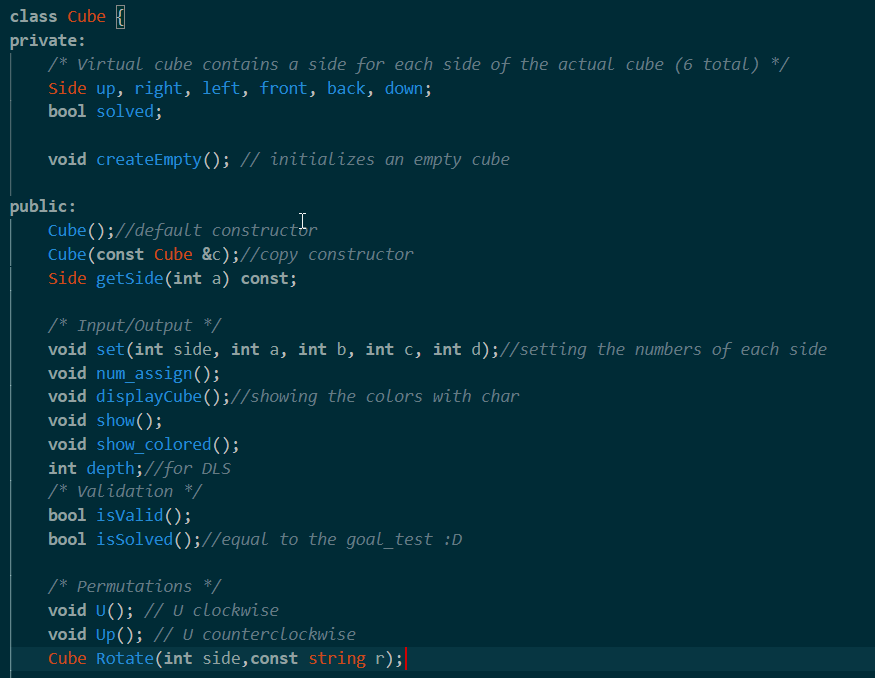 class Cube {
private:
/* Virtual cube contains a side for each side of the actual cube (6 total) */
Side up, right, left, front, back, down;
bool solved;
void createEmpty(); // initializes an empty cube
public:
Cube();//default constructor
Cube(const Cube &c);//copy constructor
Side getSide(int a) const;
/* Input/Output */
void set(int side, int a, int b, int c, int d);//setting the numbers of each side
void num_assign();
void displayCube();//showing the colors with char
void show();
void show_colored();
int depth;//for DLS
/* Validation */
bool isValid();
bool isSolved();//equal to the goal_test :D
/* Permutations */
void U(); // U clockwise
void Up(); // U counterclockwise
Cube Rotate(int side,const string r);